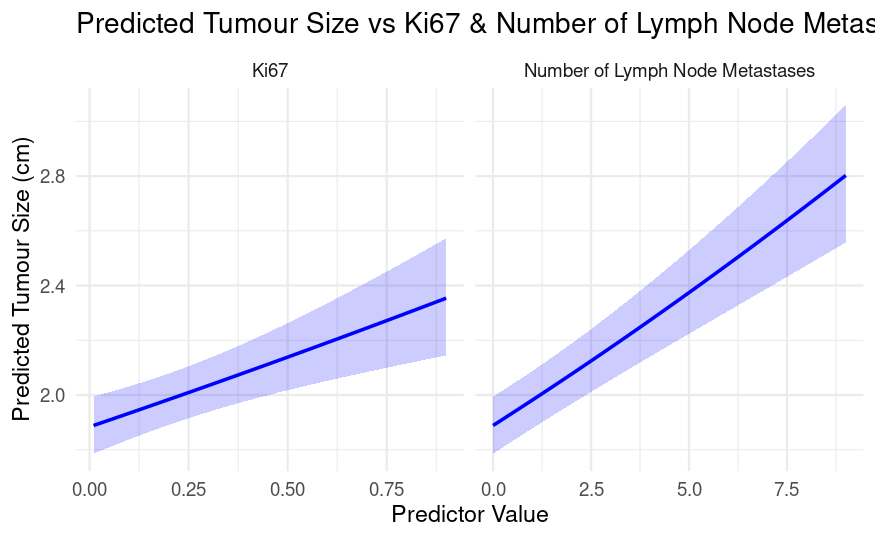 Predicted Tumour Size vs Ki67 & Number of Lymph Node Metas
Ki67
Number of Lymph Node Metastases
Predicted Tumour Size (cm)
2.8
2.4
2.0
0.00 0.25 0.50 0.75
0.0 2.5 5.0 7.5
Predictor Value